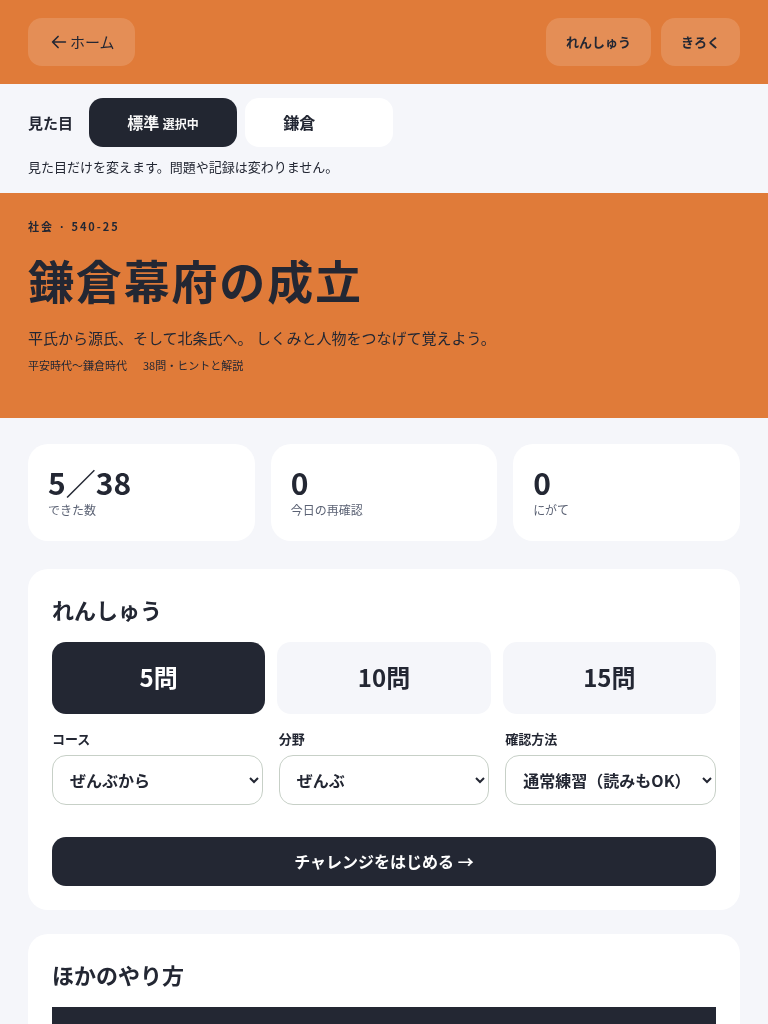 ← ホーム
れんしゅう
きろく
見た目
標準 選択中
鎌倉
見た目だけを変えます。問題や記録は変わりません。
社会 · 540-25
鎌倉幕府の成立
平氏から源氏、そして北条氏へ。 しくみと人物をつなげて覚えよう。
平安時代〜鎌倉時代 38問・ヒントと解説
5／38
できた数
0
今日の再確認
0
にがて
れんしゅう
5問
10問
15問
コース
分野
確認方法
ぜんぶから
ぜんぶ
通常練習（読みもOK）
チャレンジをはじめる →
ほかのやり方